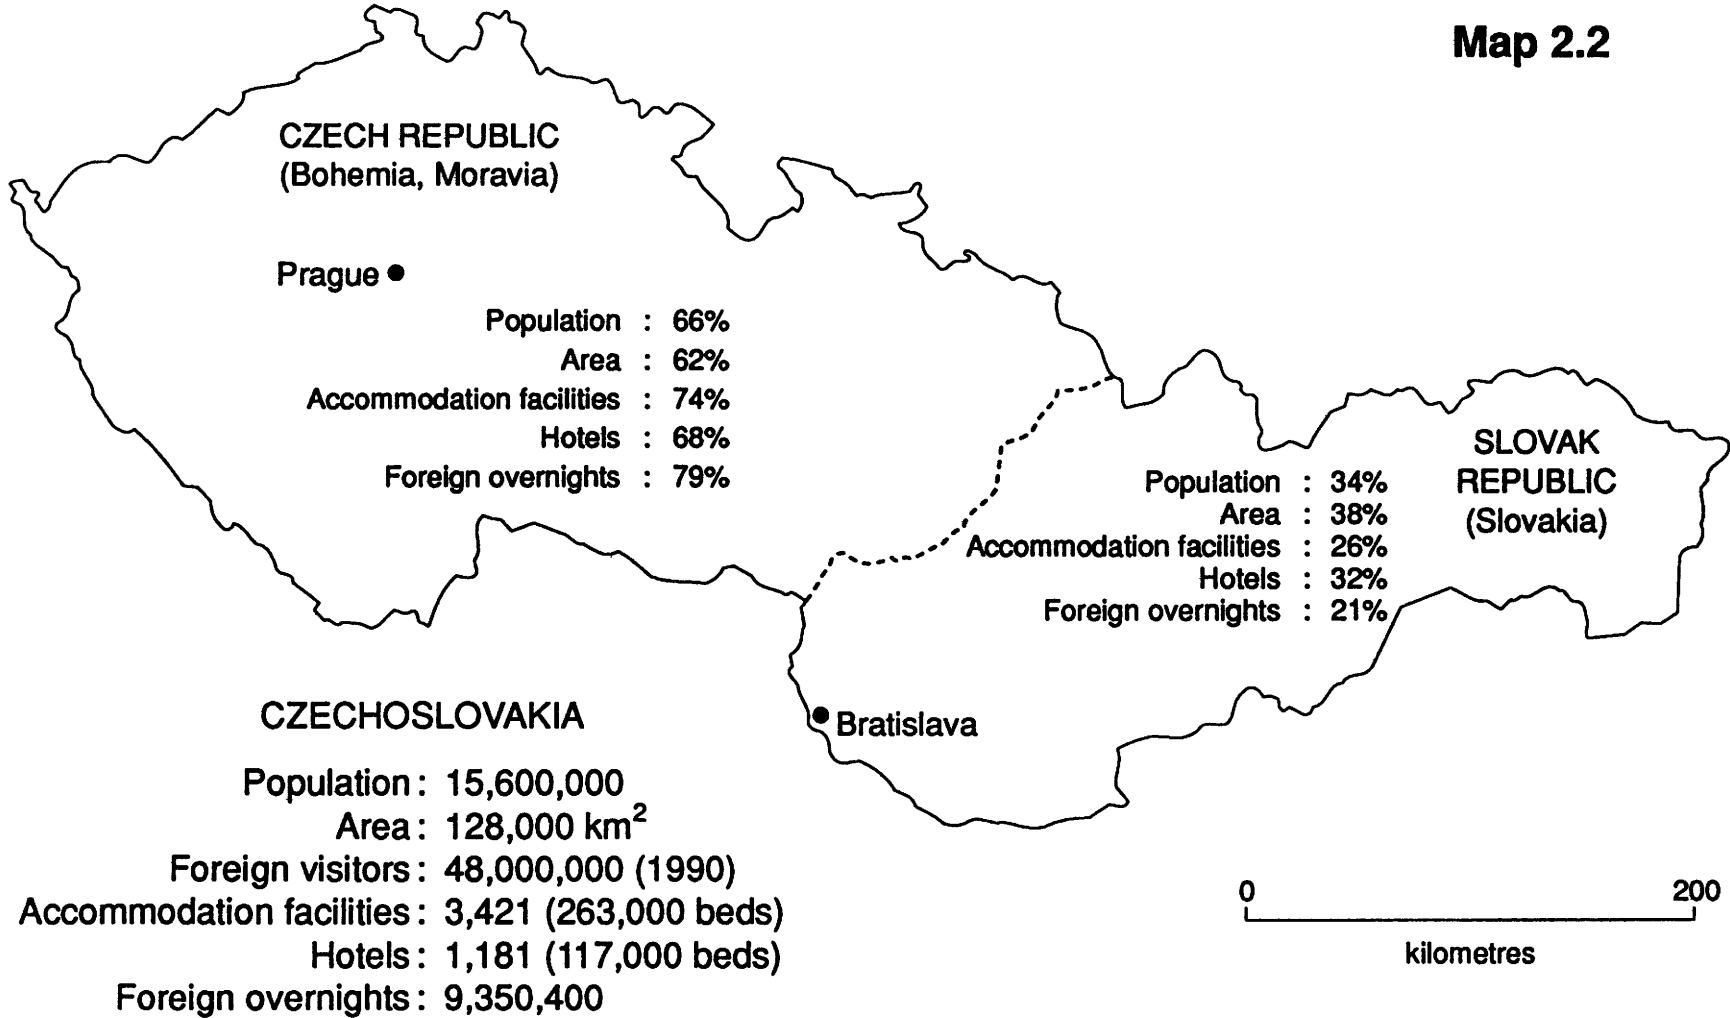 Map 2.2
CZECH REPUBLIC
(Bohemia, Moravia)
Prague
Population : 66%
Area : 62%
Accommodation facilities : 74%
Hotels : 68%
Foreign overnights : 79%
SLOVAK
REPUBLIC
(Slovakia)
Population : 34%
Area : 38%
Accommodation facilities : 26%
Hotels : 32%
Foreign overnights : 21%
Bratislava
CZECHOSLOVAKIA
Population : 15,600,000
Area : 128,000 km²
Foreign visitors : 48,000,000 (1990)
Accommodation facilities : 3,421 (263,000 beds)
Hotels : 1,181 (117,000 beds)
Foreign overnights : 9,350,400
0 200
kilometres